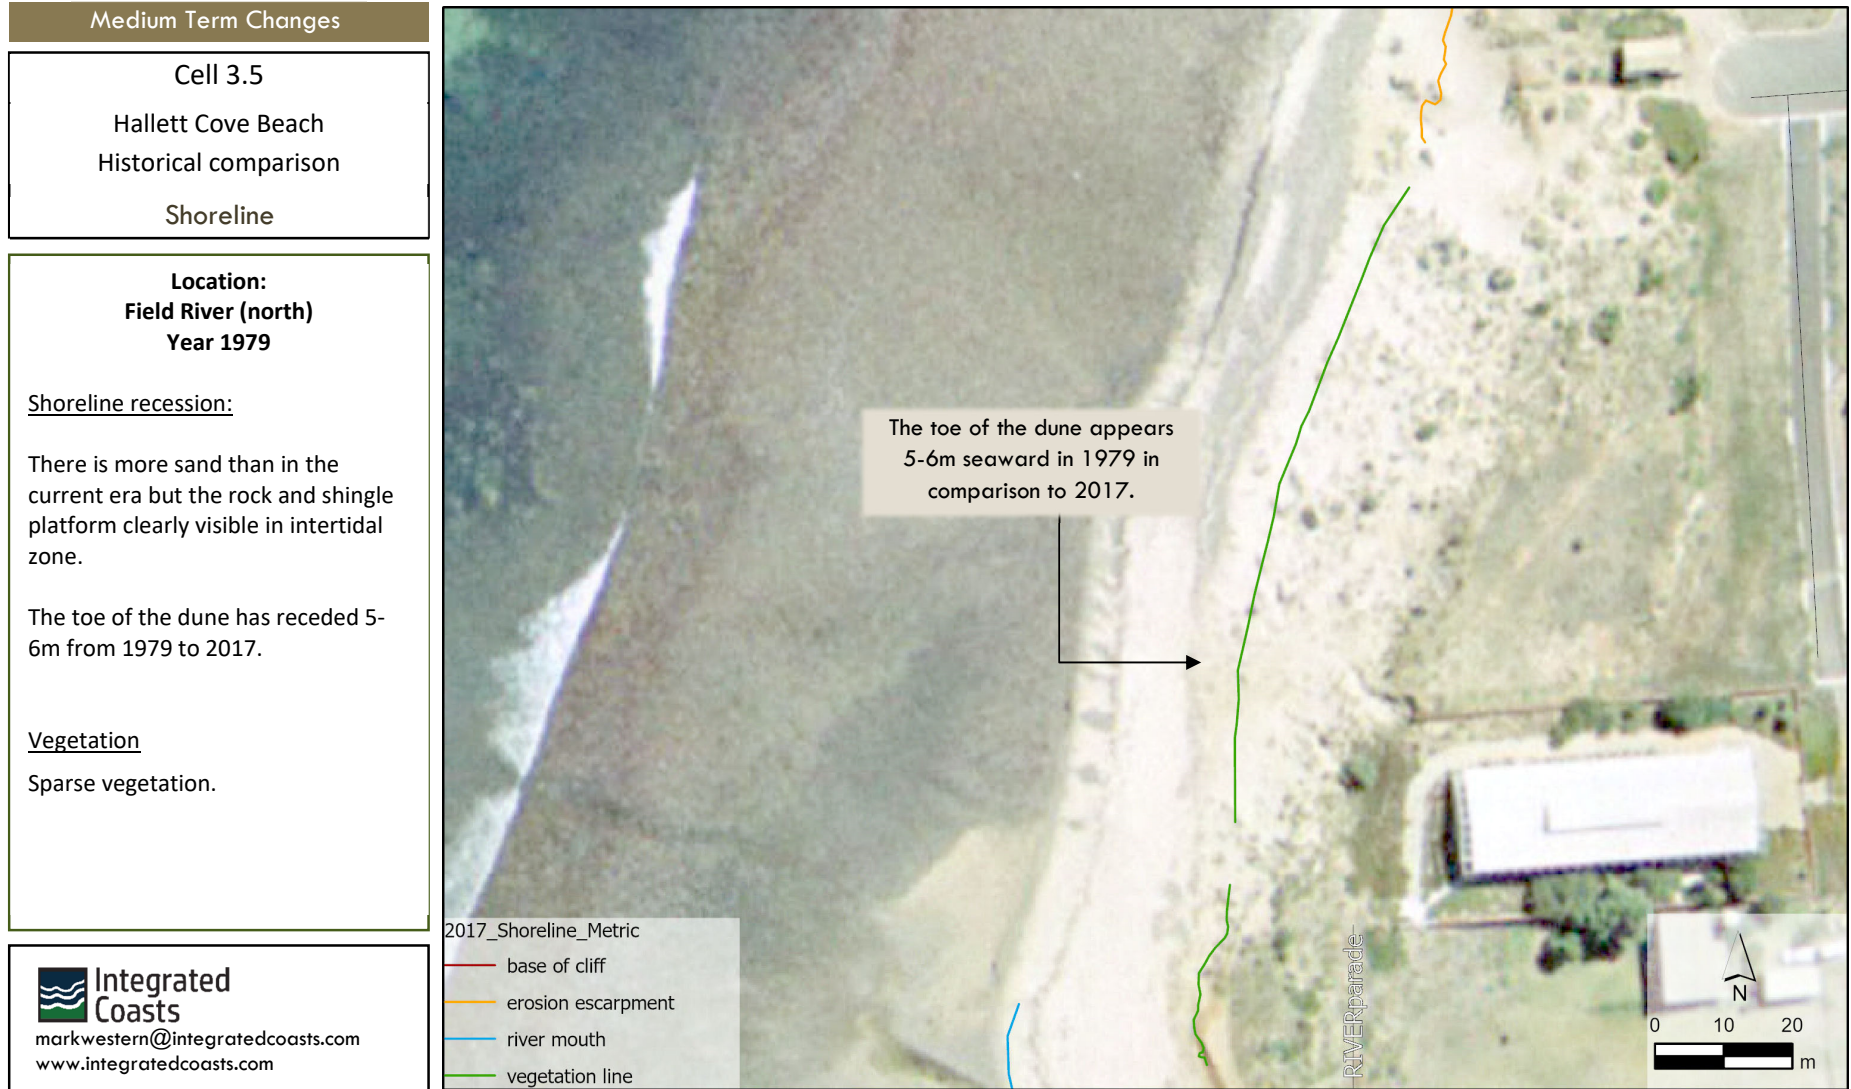 Medium Term Changes
Cell 3.5
Hallett Cove Beach
Historical comparison
Shoreline
Location:
Field River (north)
Year 1979
Shoreline recession:
There is more sand than in the
current era but the rock and shingle
platform clearly visible in intertidal
zone.
The toe of the dune has receded 5-
6m from 1979 to 2017.
Vegetation
Sparse vegetation.
Integrated
Coasts
markwestern@integratedcoasts.com
www.integratedcoasts.com
The toe of the dune appears
5-6m seaward in 1979 in
comparison to 2017.
2017_Shoreline_Metric
base of cliff
erosion escarpment
river mouth
vegetation line
RIVERparade
N
0 10 20
m